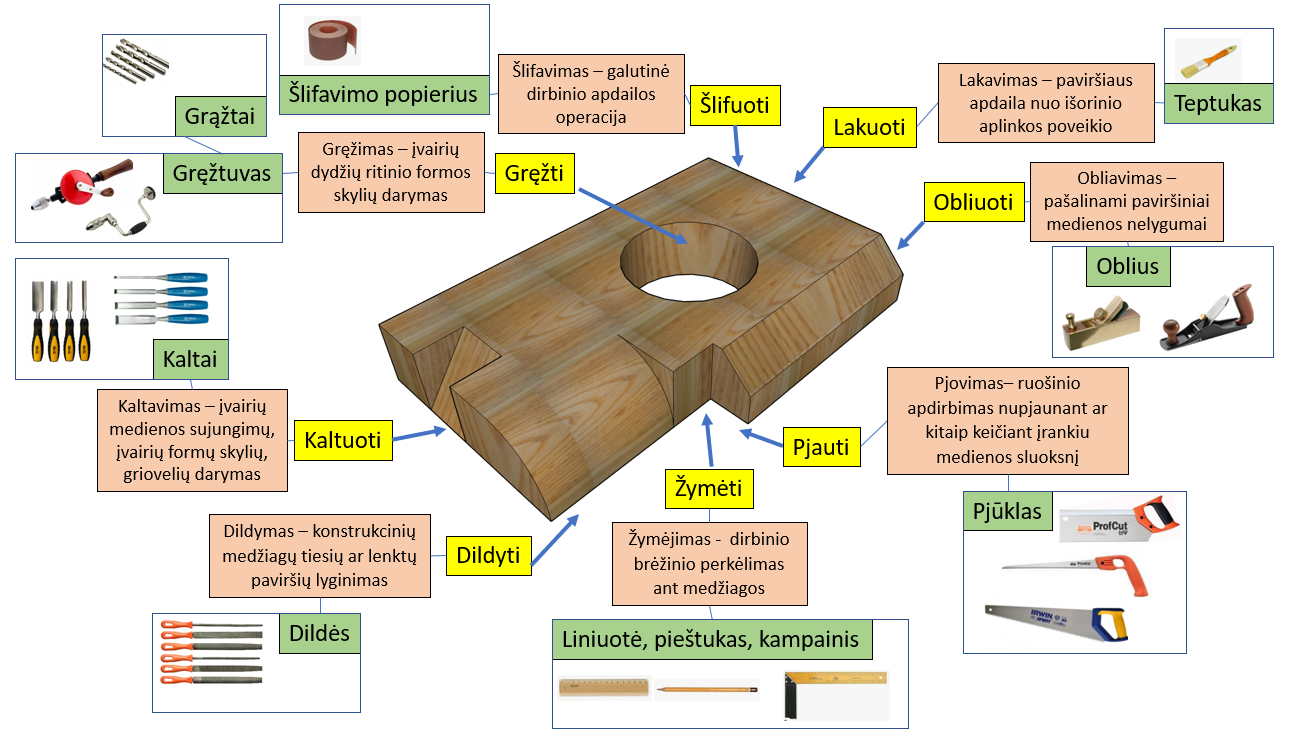 Šlifavimo popierius
Šlifavimas – galutinė
dirbinio apdailos
operacija
Šlifuoti
Lakuoti
Lakavimas – paviršiaus
apdaila nuo išorinio
aplinkos poveikio
Teptukas
Grąžtai
Gręžtuvas
Gręžimas – įvairių
dydžių ritinio formos
skylių darymas
Gręžti
Obliuoti
Obliavimas –
pašalinami paviršiniai
medienos nelygumai
Oblius
Kaltai
Kaltavimas – įvairių
medienos sujungimų,
įvairių formų skylių,
griovelių darymas
Kaltuoti
Pjauti
Pjovimas– ruošinio
apdirbimas nupjaunant ar
kitaip keičiant įrankiu
medienos sluoksnį
Pjūklas
ProfCut
IRWIN
XPERT
Žymėti
Žymėjimas -  dirbinio
brėžinio perkėlimas
ant medžiagos
Liniuotė, pieštukas, kampainis
Dildyti
Dildymas – konstrukcinių
medžiagų tiesių ar lenktų
paviršių lyginimas
Dildės